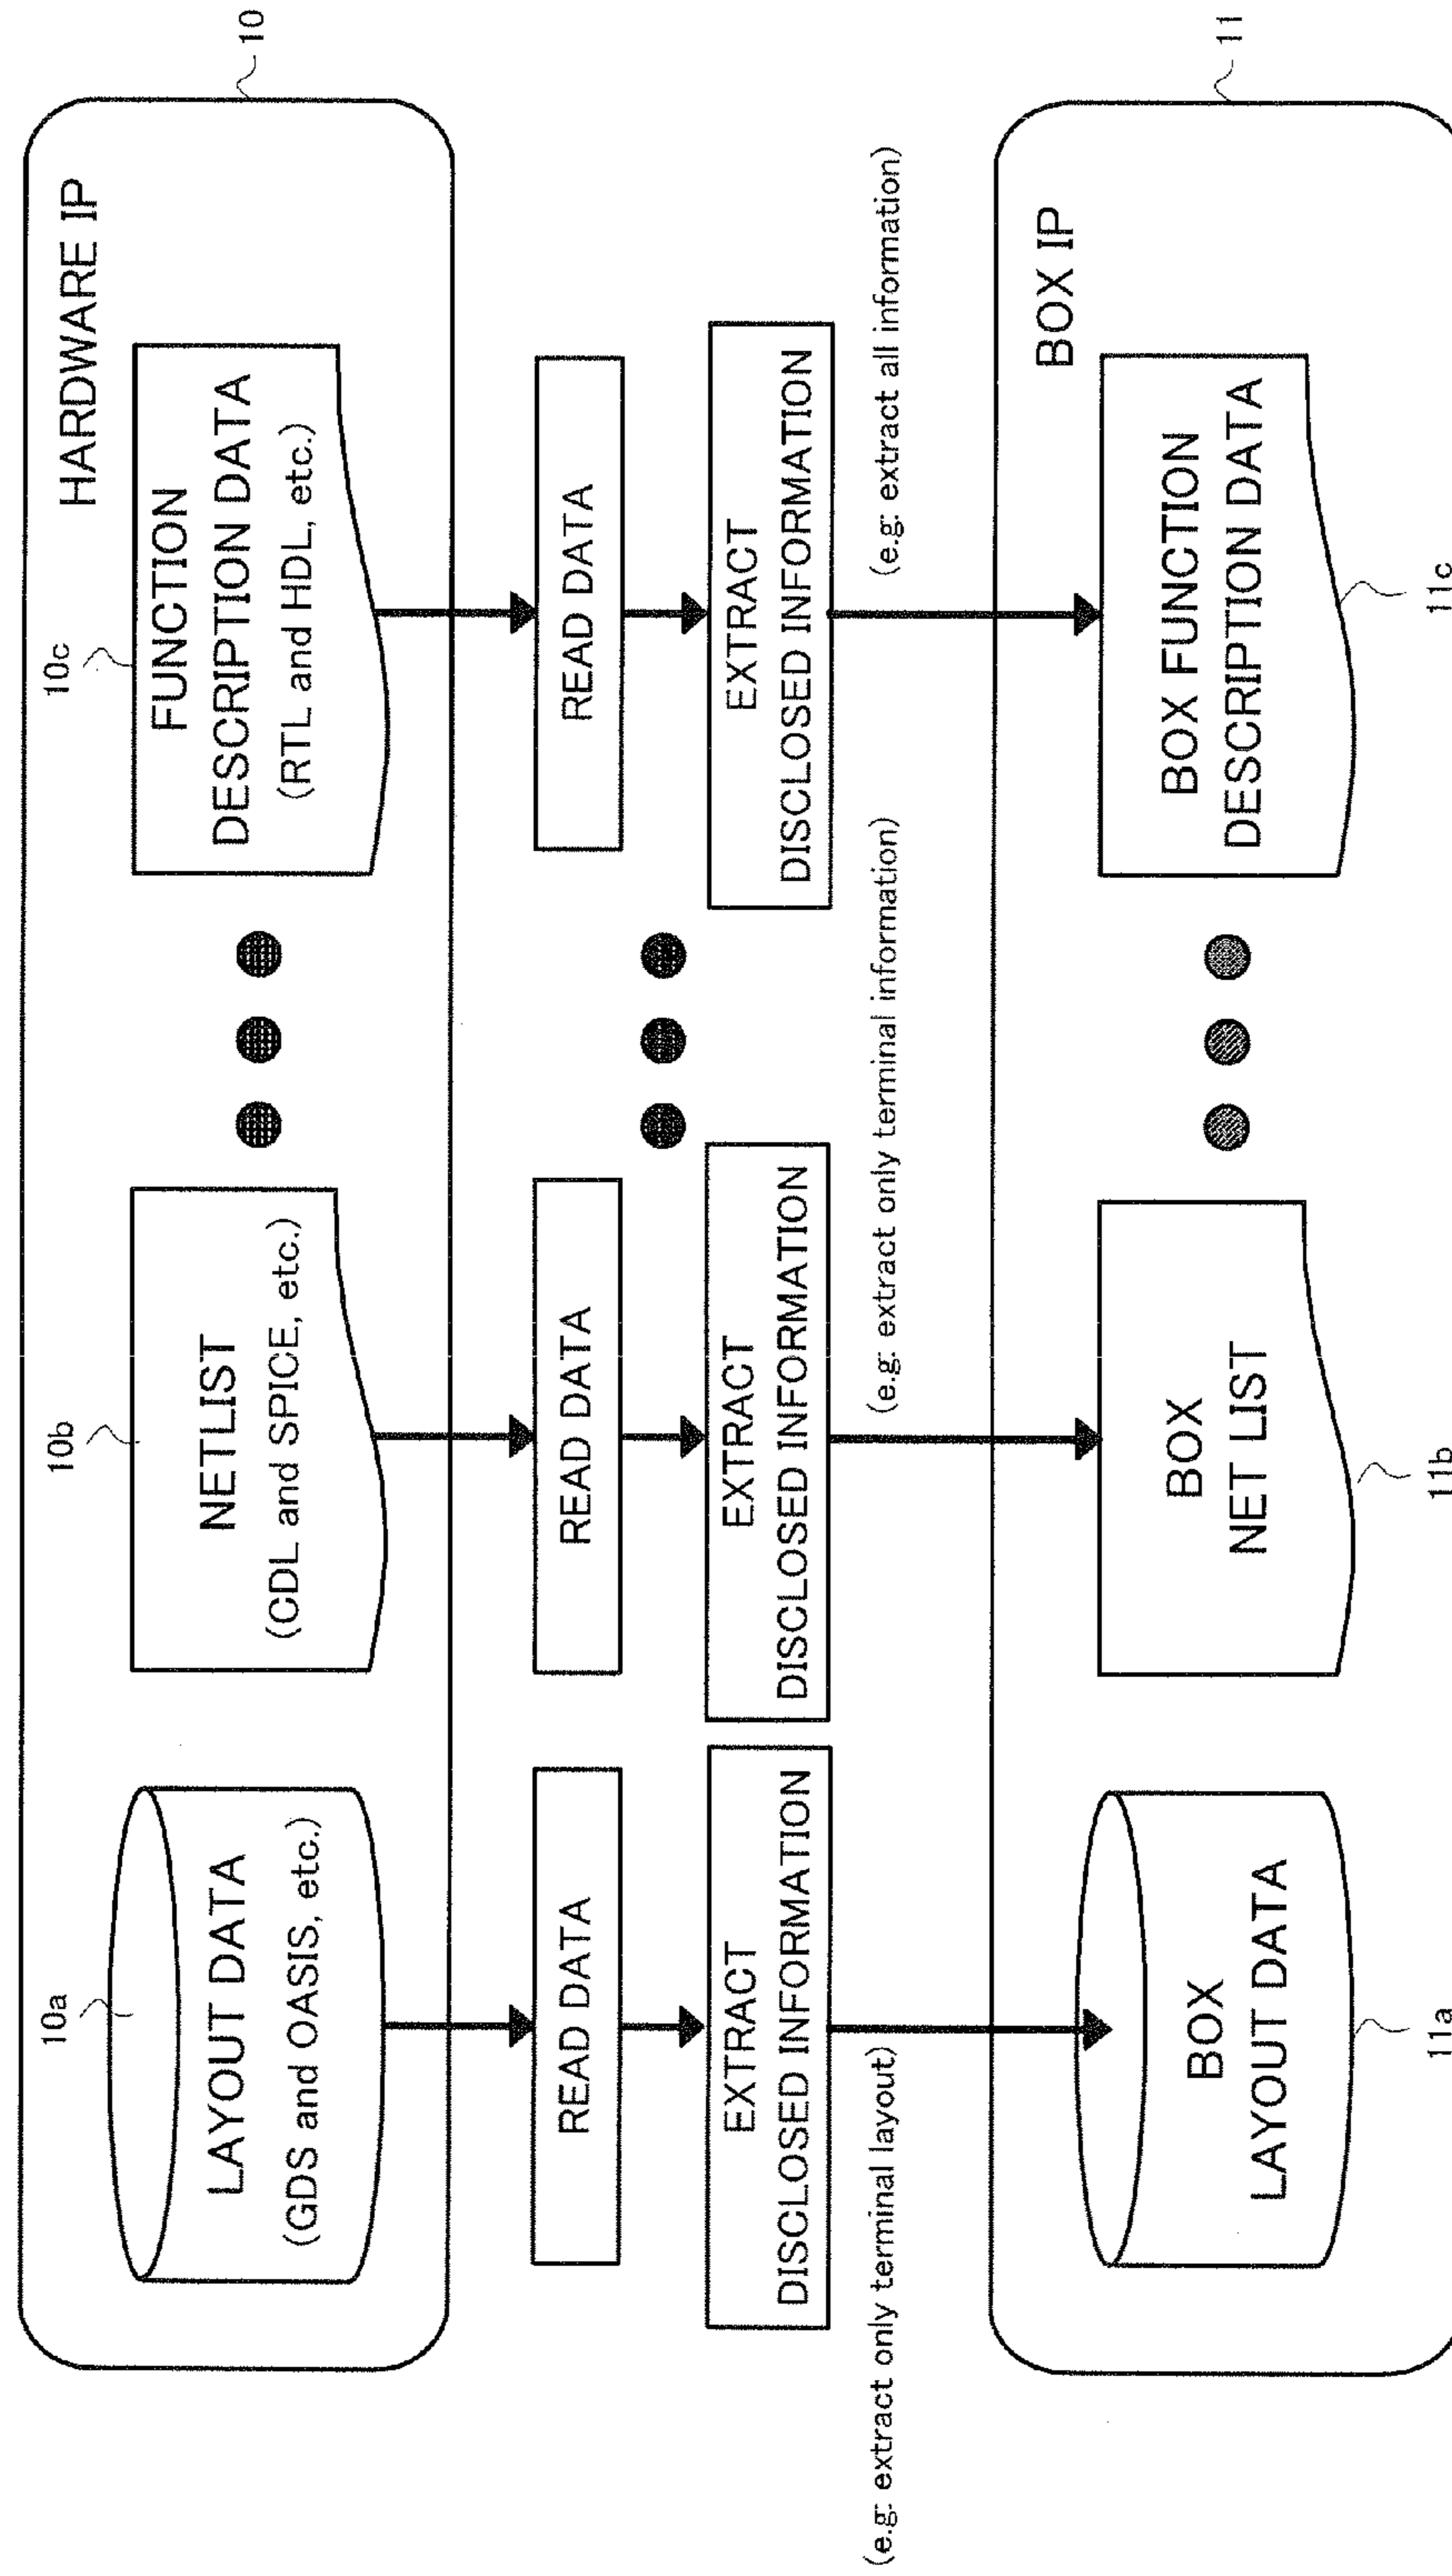 HARDWARE IP
10
10a
LAYOUT DATA
(GDS and OASIS, etc.)
10b
NETLIST
(CDL and SPICE, etc.)
10c
FUNCTION
DESCRIPTION DATA
(RTL and HDL, etc.)
READ DATA
READ DATA
READ DATA
EXTRACT
DISCLOSED INFORMATION
EXTRACT
DISCLOSED INFORMATION
EXTRACT
DISCLOSED INFORMATION
(e.g: extract only terminal layout)
(e.g: extract only terminal information)
(e.g: extract all information)
BOX IP
11
BOX
LAYOUT DATA
11a
BOX
NET LIST
11b
BOX FUNCTION
DESCRIPTION DATA
11c